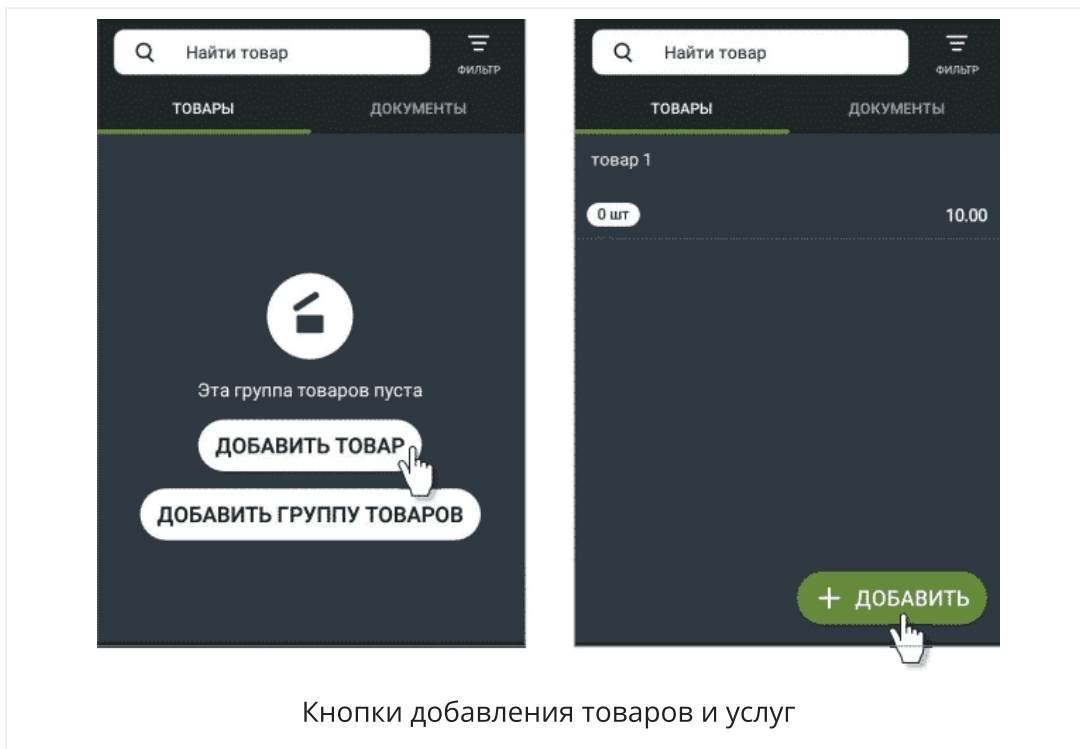 Найти товар
ФИЛЬТР
ТОВАРЫ
ДОКУМЕНТЫ
Эта группа товаров пуста
ДОБАВИТЬ ТОВАР
ДОБАВИТЬ ГРУППУ ТОВАРОВ
Найти товар
ФИЛЬТР
ТОВАРЫ
ДОКУМЕНТЫ
товар 1
0 шт
10.00
+ ДОБАВИТЬ
Кнопки добавления товаров и услуг